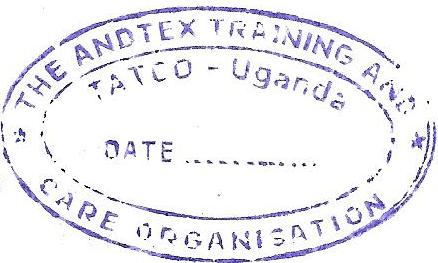 THE ANDTEX TRAINING AND
TATCO - Uganda
DATE ..............
CARE ORGANISATION